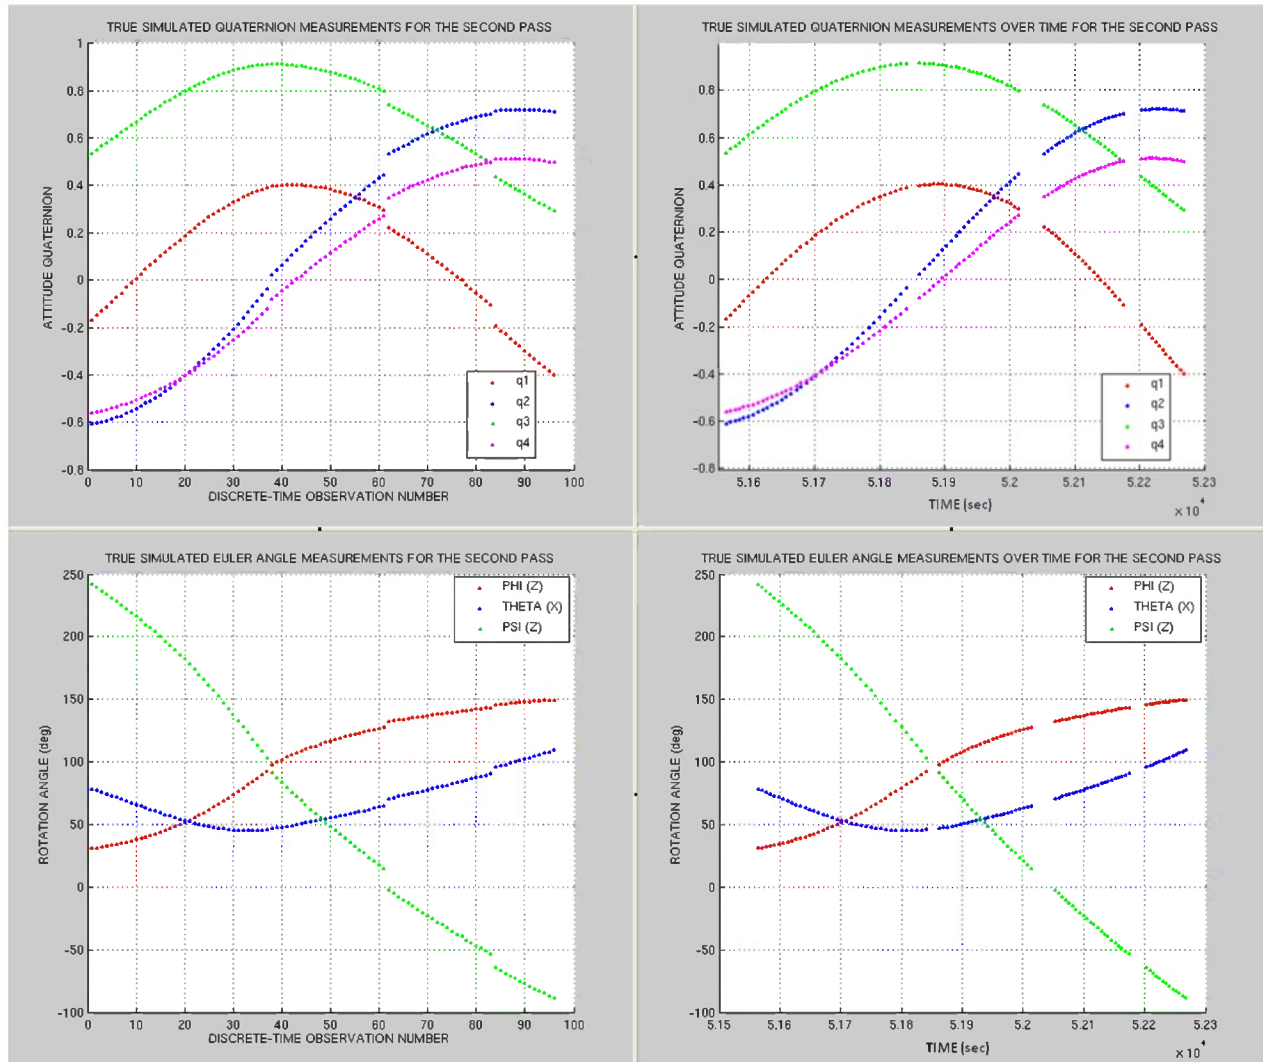 TRUE SIMULATED QUATERNION MEASUREMENTS FOR THE SECOND PASS
ATTITUDE QUATERNION
1
0.8
0.6
0.4
0.2
0
-0.2
-0.4
-0.6
-0.8
q1
q2
q3
q4
0 10 20 30 40 50 60 70 80 90 100
DISCRETE-TIME OBSERVATION NUMBER
TRUE SIMULATED QUATERNION MEASUREMENTS OVER TIME FOR THE SECOND PASS
ATTITUDE QUATERNION
0.8
0.6
0.4
0.2
0
-0.2
-0.4
-0.6
-0.8
q1
q2
q3
q4
5.16 5.17 5.18 5.19 5.2 5.21 5.22 5.23
TIME (sec)
x 10^4
TRUE SIMULATED EULER ANGLE MEASUREMENTS FOR THE SECOND PASS
ROTATION ANGLE (deg)
250
200
150
100
50
0
-50
-100
PHI (Z)
THETA (X)
PSI (Z)
0 10 20 30 40 50 60 70 80 90 100
DISCRETE-TIME OBSERVATION NUMBER
TRUE SIMULATED EULER ANGLE MEASUREMENTS OVER TIME FOR THE SECOND PASS
ROTATION ANGLE (deg)
250
200
150
100
50
0
-50
-100
PHI (Z)
THETA (X)
PSI (Z)
5.15 5.16 5.17 5.18 5.19 5.2 5.21 5.22 5.23
TIME (sec)
x 10^4